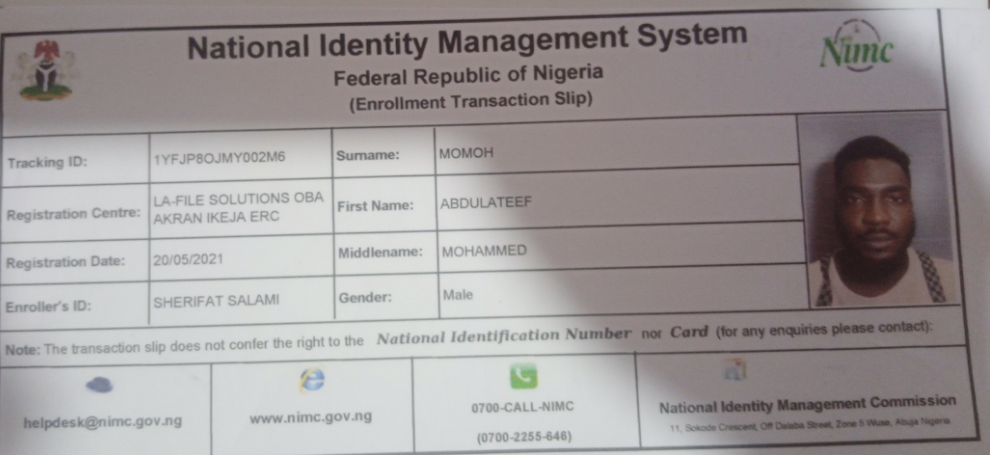 National Identity Management System
Nimc
Federal Republic of Nigeria
(Enrollment Transaction Slip)
Tracking ID: 1YFJP8OJMY002M6 Surname: MOMOH
Registration Centre: LA-FILE SOLUTIONS OBA AKRAN IKEJA ERC First Name: ABDULATEEF
Registration Date: 20/05/2021 Middlename: MOHAMMED
Enroller's ID: SHERIFAT SALAMI Gender: Male
Note: The transaction slip does not confer the right to the National Identification Number nor Card (for any enquiries please contact):
helpdesk@nimc.gov.ng
www.nimc.gov.ng
0700-CALL-NIMC
(0700-2255-646)
National Identity Management Commission
11, Sokode Crescent, Off Dalaba Street, Zone 5 Wuse, Abuja Nigeria